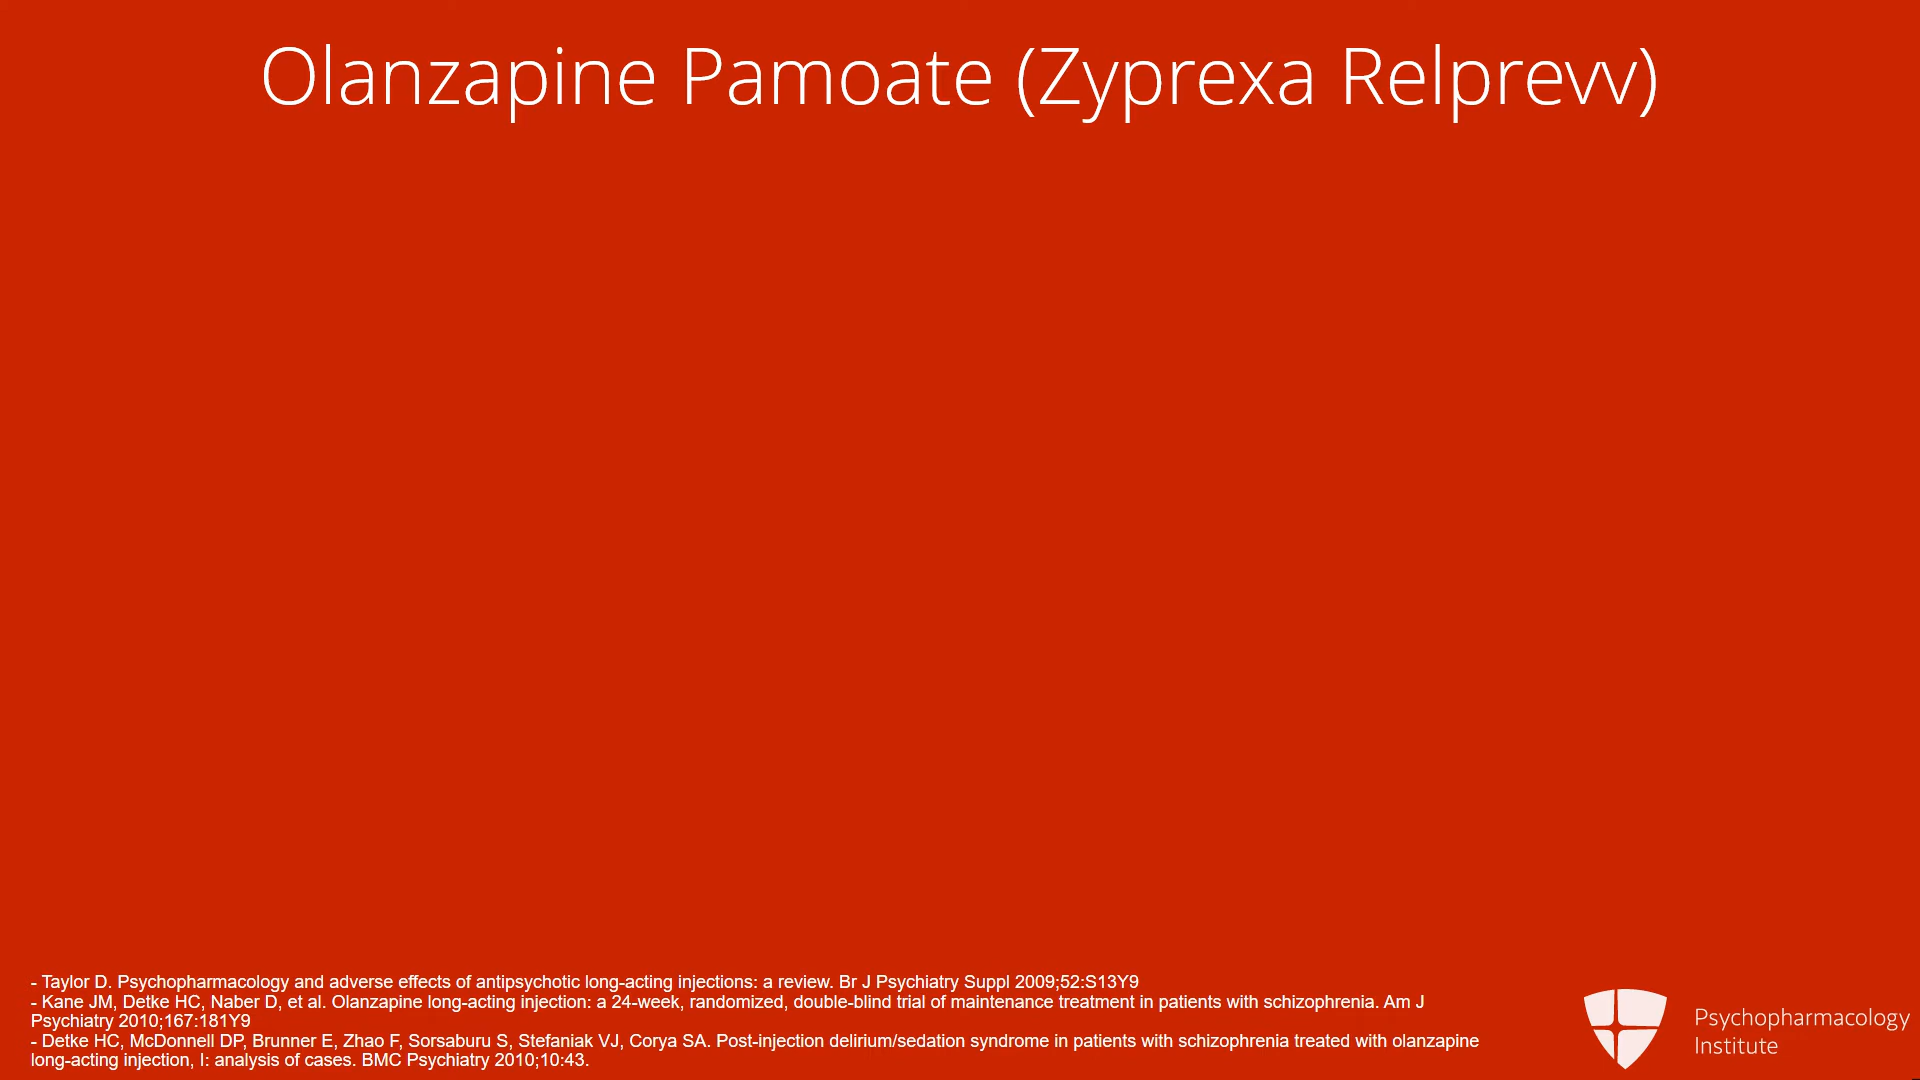 Olanzapine Pamoate (Zyprexa Relprevv)
- Taylor D. Psychopharmacology and adverse effects of antipsychotic long-acting injections: a review. Br J Psychiatry Suppl 2009;52:S13Y9
- Kane JM, Detke HC, Naber D, et al. Olanzapine long-acting injection: a 24-week, randomized, double-blind trial of maintenance treatment in patients with schizophrenia. Am J
Psychiatry 2010;167:181Y9
- Detke HC, McDonnell DP, Brunner E, Zhao F, Sorsaburu S, Stefaniak VJ, Corya SA. Post-injection delirium/sedation syndrome in patients with schizophrenia treated with olanzapine
long-acting injection, I: analysis of cases. BMC Psychiatry 2010;10:43.
Psychopharmacology
Institute